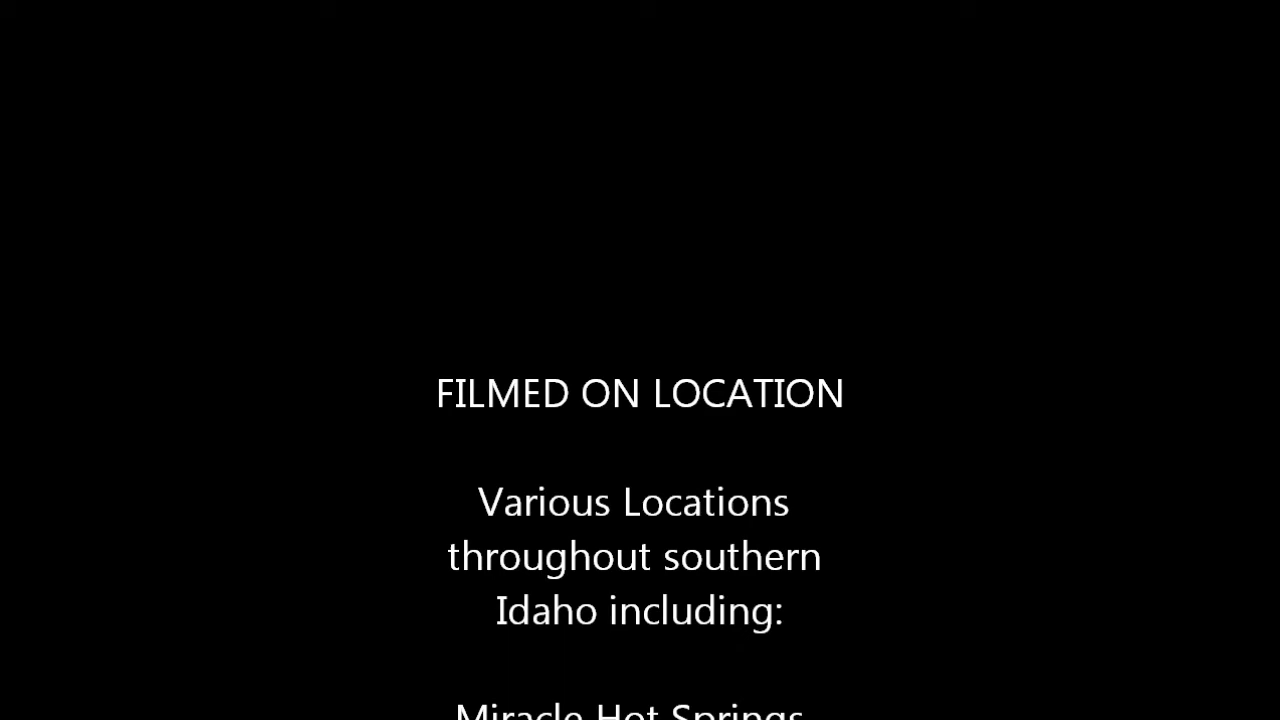 FILMED ON LOCATION
Various Locations
throughout southern
Idaho including:
Miracle Hot Springs